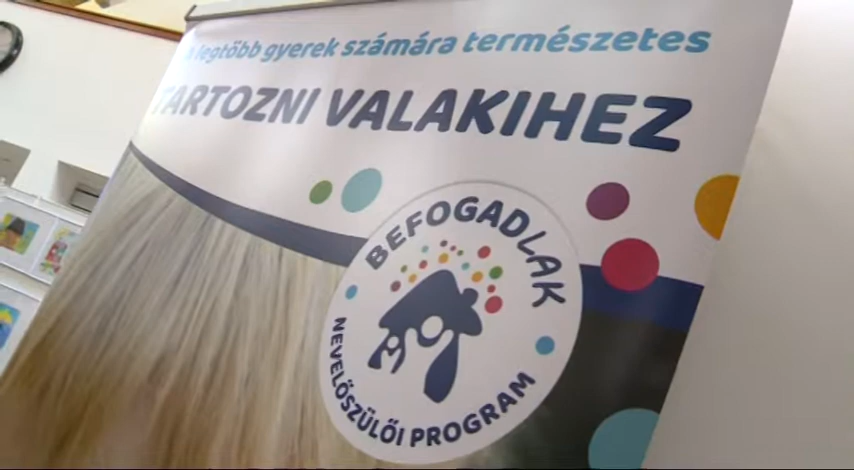 A legtöbb gyerek számára természetes
TARTOZNI VALAKIHEZ
BEFOGADLAK
NEVELŐSZÜLŐI PROGRAM